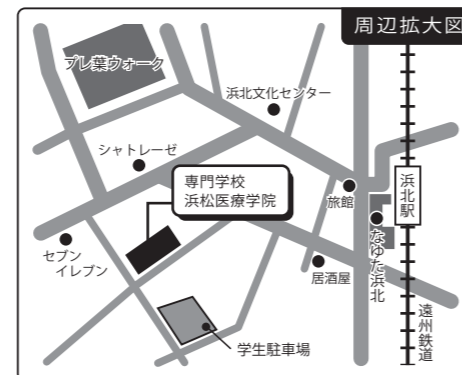 周辺拡大図
プレ葉ウォーク
浜北文化センター
シャトレーゼ
専門学校
浜松医療学院
旅館
浜北駅
なゆた浜北
セブン
イレブン
居酒屋
遠州鉄道
学生駐車場